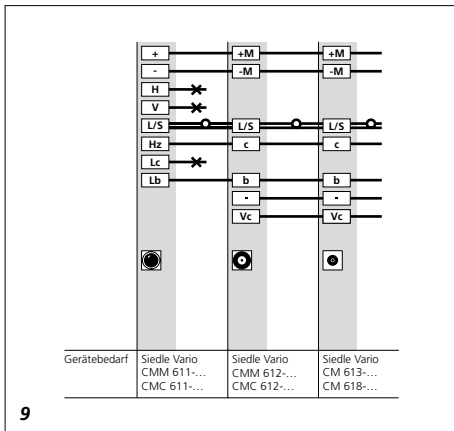 + +M +M
- -M -M
H
V
L/S L/S L/S
Hz c c
Lc
Lb b b
- -
Vc Vc
Gerätebedarf Siedle Vario Siedle Vario Siedle Vario
CMM 611-... CMM 612-... CM 613-...
CMC 611-... CMC 612-... CM 618-...
9